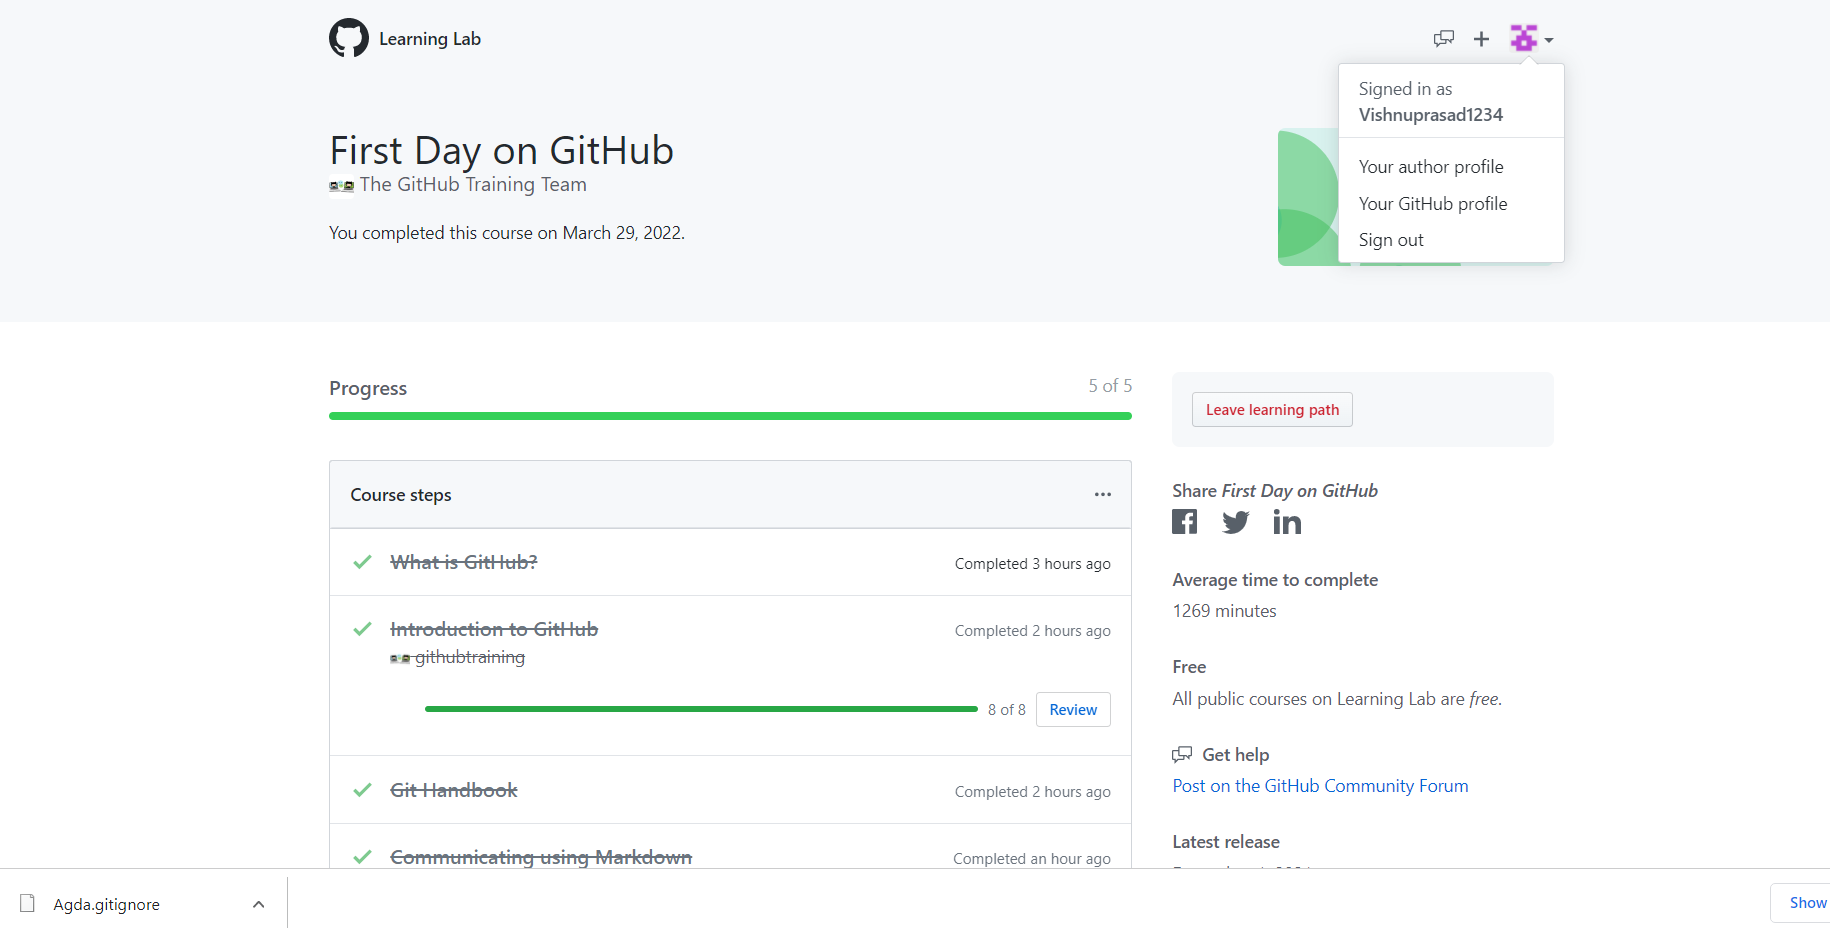 Learning Lab
Signed in as
Vishnuprasad1234
Your author profile
Your GitHub profile
Sign out
First Day on GitHub
The GitHub Training Team
You completed this course on March 29, 2022.
Progress
5 of 5
Leave learning path
Course steps
What is GitHub?
Completed 3 hours ago
Introduction to GitHub
Completed 2 hours ago
githubtraining
8 of 8
Review
Git Handbook
Completed 2 hours ago
Communicating using Markdown
Completed an hour ago
Share First Day on GitHub
Average time to complete
1269 minutes
Free
All public courses on Learning Lab are free.
Get help
Post on the GitHub Community Forum
Latest release
Agda.gitignore
Show